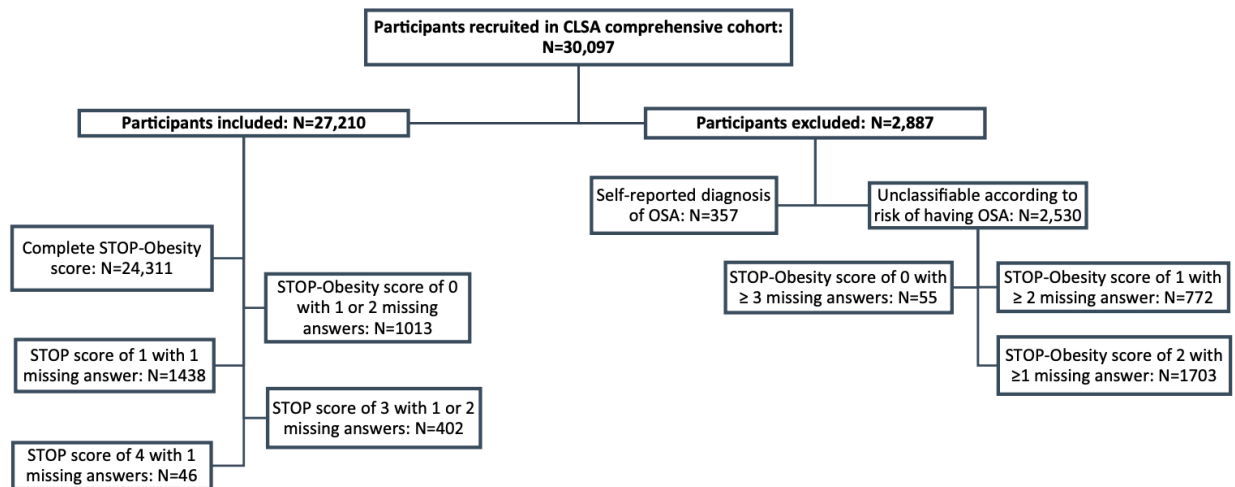 Participants recruited in CLSA comprehensive cohort:
N=30,097
Participants included: N=27,210
Participants excluded: N=2,887
Self-reported diagnosis
of OSA: N=357
Unclassifiable according to
risk of having OSA: N=2,530
Complete STOP-Obesity
score: N=24,311
STOP-Obesity score of 0
with 1 or 2 missing
answers: N=1013
STOP score of 1 with 1
missing answer: N=1438
STOP score of 3 with 1 or 2
missing answers: N=402
STOP score of 4 with 1
missing answers: N=46
STOP-Obesity score of 0 with
≥ 3 missing answers: N=55
STOP-Obesity score of 1 with
≥ 2 missing answer: N=772
STOP-Obesity score of 2 with
≥1 missing answer: N=1703